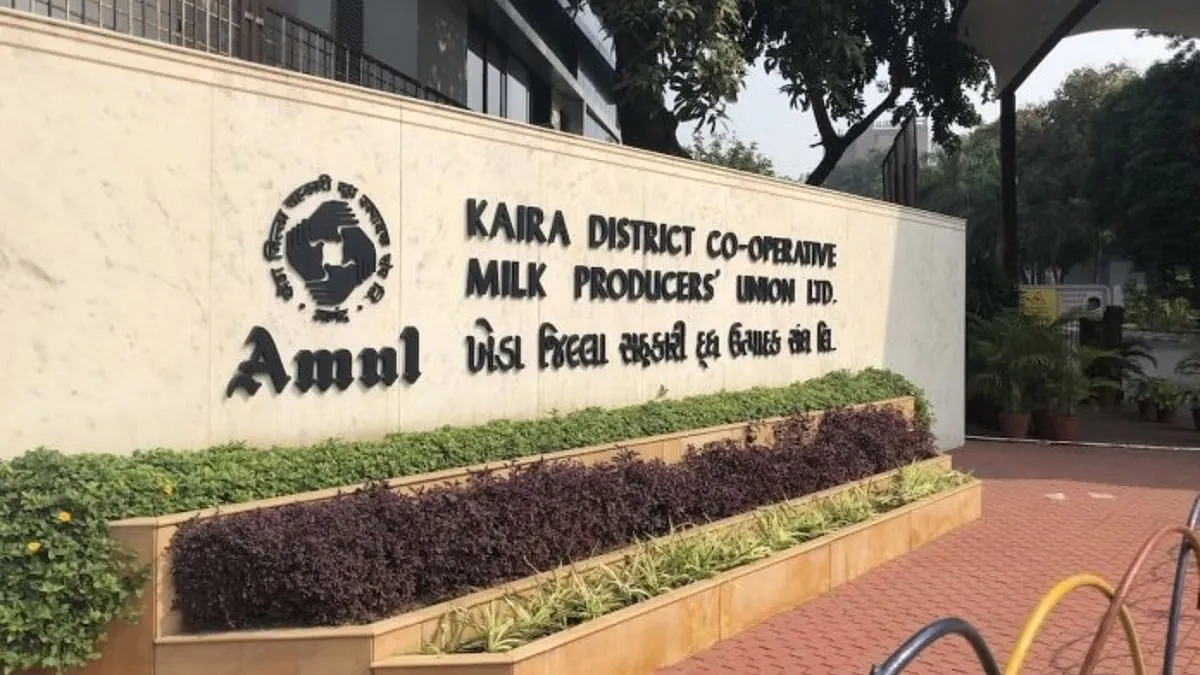 Amul
KAIRA DISTRICT CO-OPERATIVE
MILK PRODUCERS' UNION LTD.
ખેડા જિલ્લા સહકારી દૂધ ઉત્પાદક સંઘ લિ.